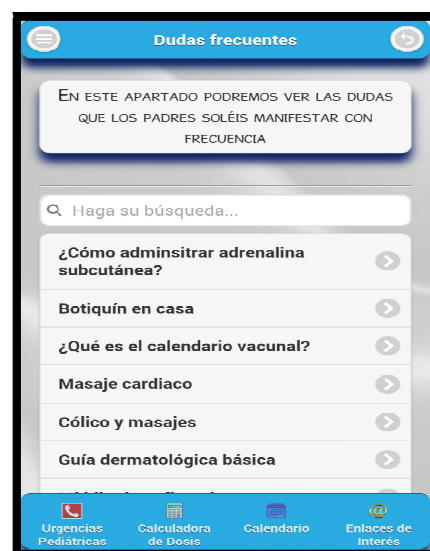 Dudas frecuentes
EN ESTE APARTADO PODREMOS VER LAS DUDAS
QUE LOS PADRES SOLÉIS MANIFESTAR CON
FRECUENCIA
Haga su búsqueda...
¿Cómo adminsitrar adrenalina
subcutánea?
Botiquín en casa
¿Qué es el calendario vacunal?
Masaje cardiaco
Cólico y masajes
Guía dermatológica básica
Urgencias
Pediátricas
Calculadora
de Dosis
Calendario
Enlaces de
Interés